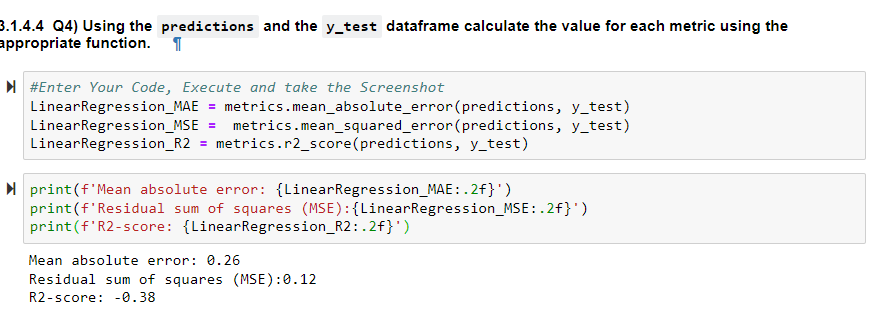 3.1.4.4 Q4) Using the predictions and the y_test dataframe calculate the value for each metric using the
appropriate function. ¶
#Enter Your Code, Execute and take the Screenshot
LinearRegression_MAE = metrics.mean_absolute_error(predictions, y_test)
LinearRegression_MSE =  metrics.mean_squared_error(predictions, y_test)
LinearRegression_R2 = metrics.r2_score(predictions, y_test)
print(f'Mean absolute error: {LinearRegression_MAE:.2f}')
print(f'Residual sum of squares (MSE):{LinearRegression_MSE:.2f}')
print(f'R2-score: {LinearRegression_R2:.2f}')
Mean absolute error: 0.26
Residual sum of squares (MSE):0.12
R2-score: -0.38